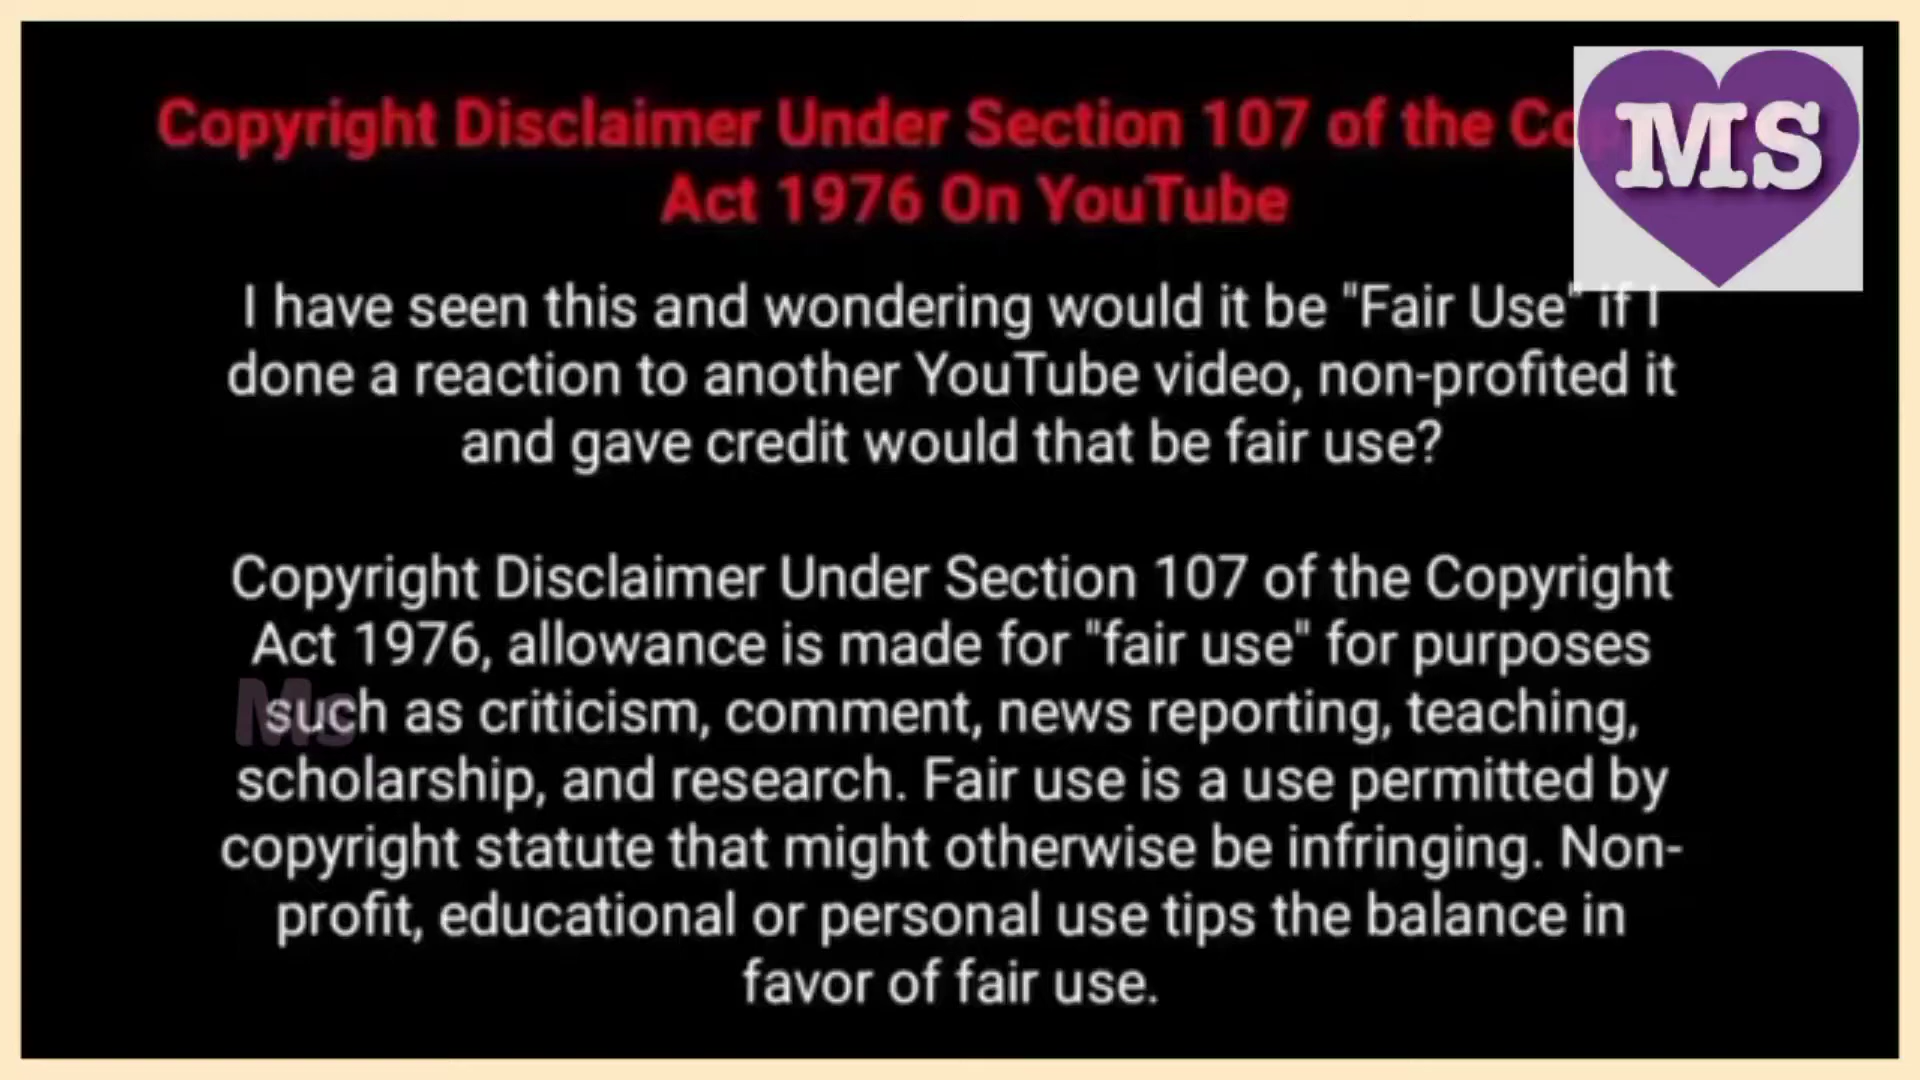 Copyright Disclaimer Under Section 107 of the
MS
Act 1976 On YouTube
I have seen this and wondering would it be "Fair Use" if I
done a reaction to another YouTube video, non-profited it
and gave credit would that be fair use?
Copyright Disclaimer Under Section 107 of the Copyright
Act 1976, allowance is made for "fair use" for purposes
Ms
such as criticism, comment, news reporting, teaching,
scholarship, and research. Fair use is a use permitted by
copyright statute that might otherwise be infringing. Non-
profit, educational or personal use tips the balance in
favor of fair use.